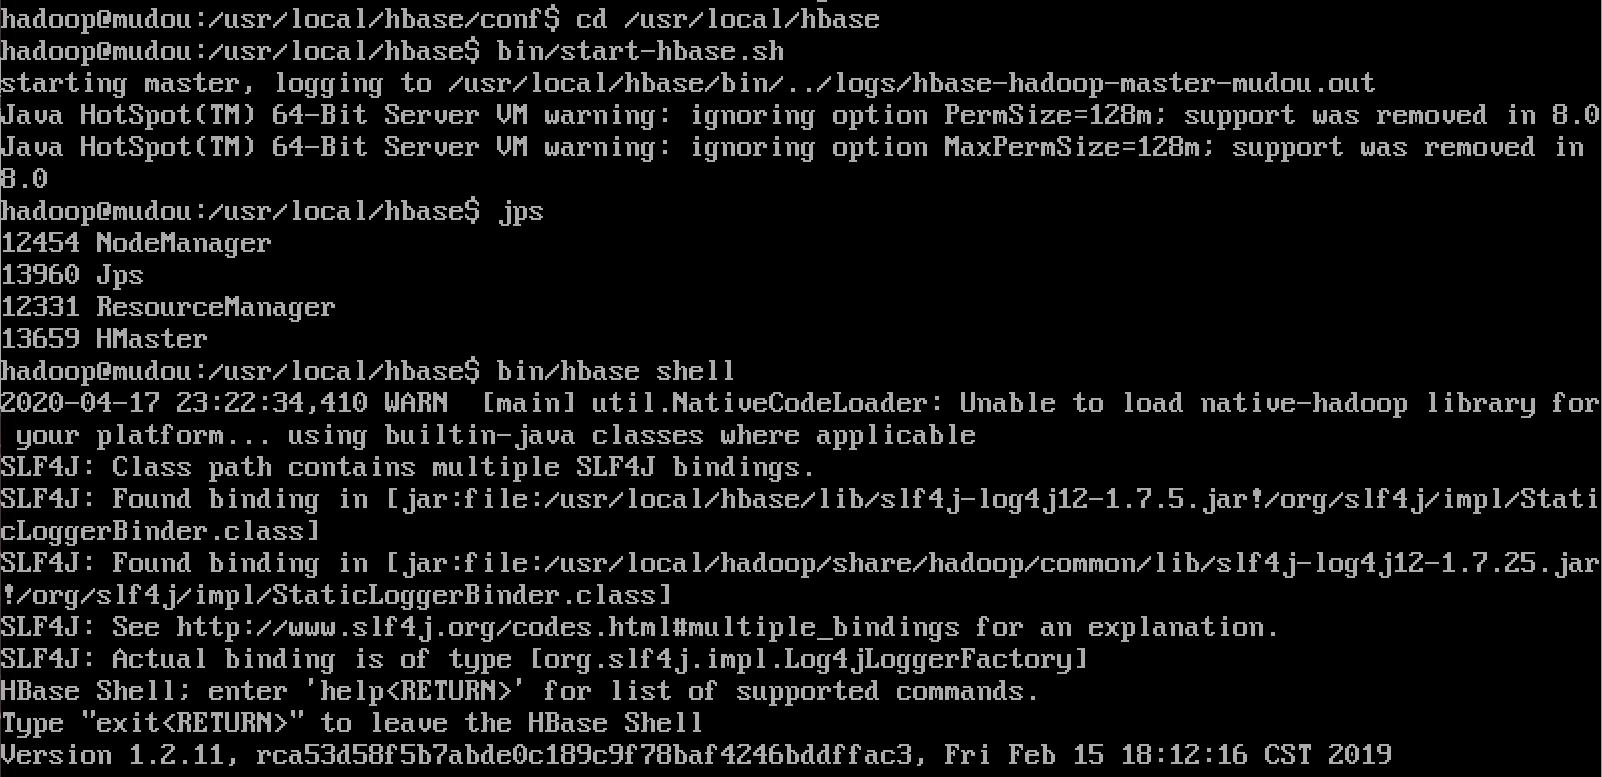 hadoop@mudou:/usr/local/hbase/conf$ cd /usr/local/hbase
hadoop@mudou:/usr/local/hbase$ bin/start-hbase.sh
starting master, logging to /usr/local/hbase/bin/../logs/hbase-hadoop-master-mudou.out
Java HotSpot(TM) 64-Bit Server VM warning: ignoring option PermSize=128m; support was removed in 8.0
Java HotSpot(TM) 64-Bit Server VM warning: ignoring option MaxPermSize=128m; support was removed in
8.0
hadoop@mudou:/usr/local/hbase$ jps
12454 NodeManager
13960 Jps
12331 ResourceManager
13659 HMaster
hadoop@mudou:/usr/local/hbase$ bin/hbase shell
2020-04-17 23:22:34,410 WARN  [main] util.NativeCodeLoader: Unable to load native-hadoop library for
 your platform... using builtin-java classes where applicable
SLF4J: Class path contains multiple SLF4J bindings.
SLF4J: Found binding in [jar:file:/usr/local/hbase/lib/slf4j-log4j12-1.7.5.jar!/org/slf4j/impl/Stati
cLoggerBinder.class]
SLF4J: Found binding in [jar:file:/usr/local/hadoop/share/hadoop/common/lib/slf4j-log4j12-1.7.25.jar
!/org/slf4j/impl/StaticLoggerBinder.class]
SLF4J: See http://www.slf4j.org/codes.html#multiple_bindings for an explanation.
SLF4J: Actual binding is of type [org.slf4j.impl.Log4jLoggerFactory]
HBase Shell; enter 'help<RETURN>' for list of supported commands.
Type "exit<RETURN>" to leave the HBase Shell
Version 1.2.11, rca53d58f5b7abde0c189c9f78baf4246bddffac3, Fri Feb 15 18:12:16 CST 2019